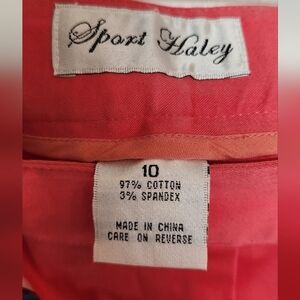 Sport Haley
10
97% COTTON
3% SPANDEX
MADE IN CHINA
CARE ON REVERSE